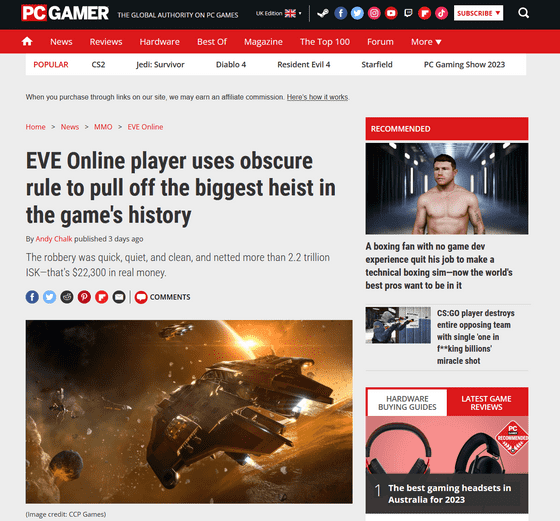 PC GAMER
THE GLOBAL AUTHORITY ON PC GAMES
UK Edition
SUBSCRIBE
News Reviews Hardware Best Of Magazine The Top 100 Forum More
POPULAR CS2 Jedi: Survivor Diablo 4 Resident Evil 4 Starfield PC Gaming Show 2023
When you purchase through links on our site, we may earn an affiliate commission. Here's how it works.
Home > News > MMO > EVE Online
EVE Online player uses obscure
rule to pull off the biggest heist in
the game's history
By Andy Chalk published 3 days ago
The robbery was quick, quiet, and clean, and netted more than 2.2 trillion
ISK—that's $22,300 in real money.
COMMENTS
(Image credit: CCP Games)
RECOMMENDED
A boxing fan with no game dev
experience quit his job to make a
technical boxing sim—now the world's
best pros want to be in it
CS:GO player destroys
entire opposing team
with single 'one in
f**king billions'
miracle shot
HARDWARE
BUYING GUIDES
LATEST GAME
REVIEWS
PC GAMER
RECOMMENDED
1 The best gaming headsets in
Australia for 2023